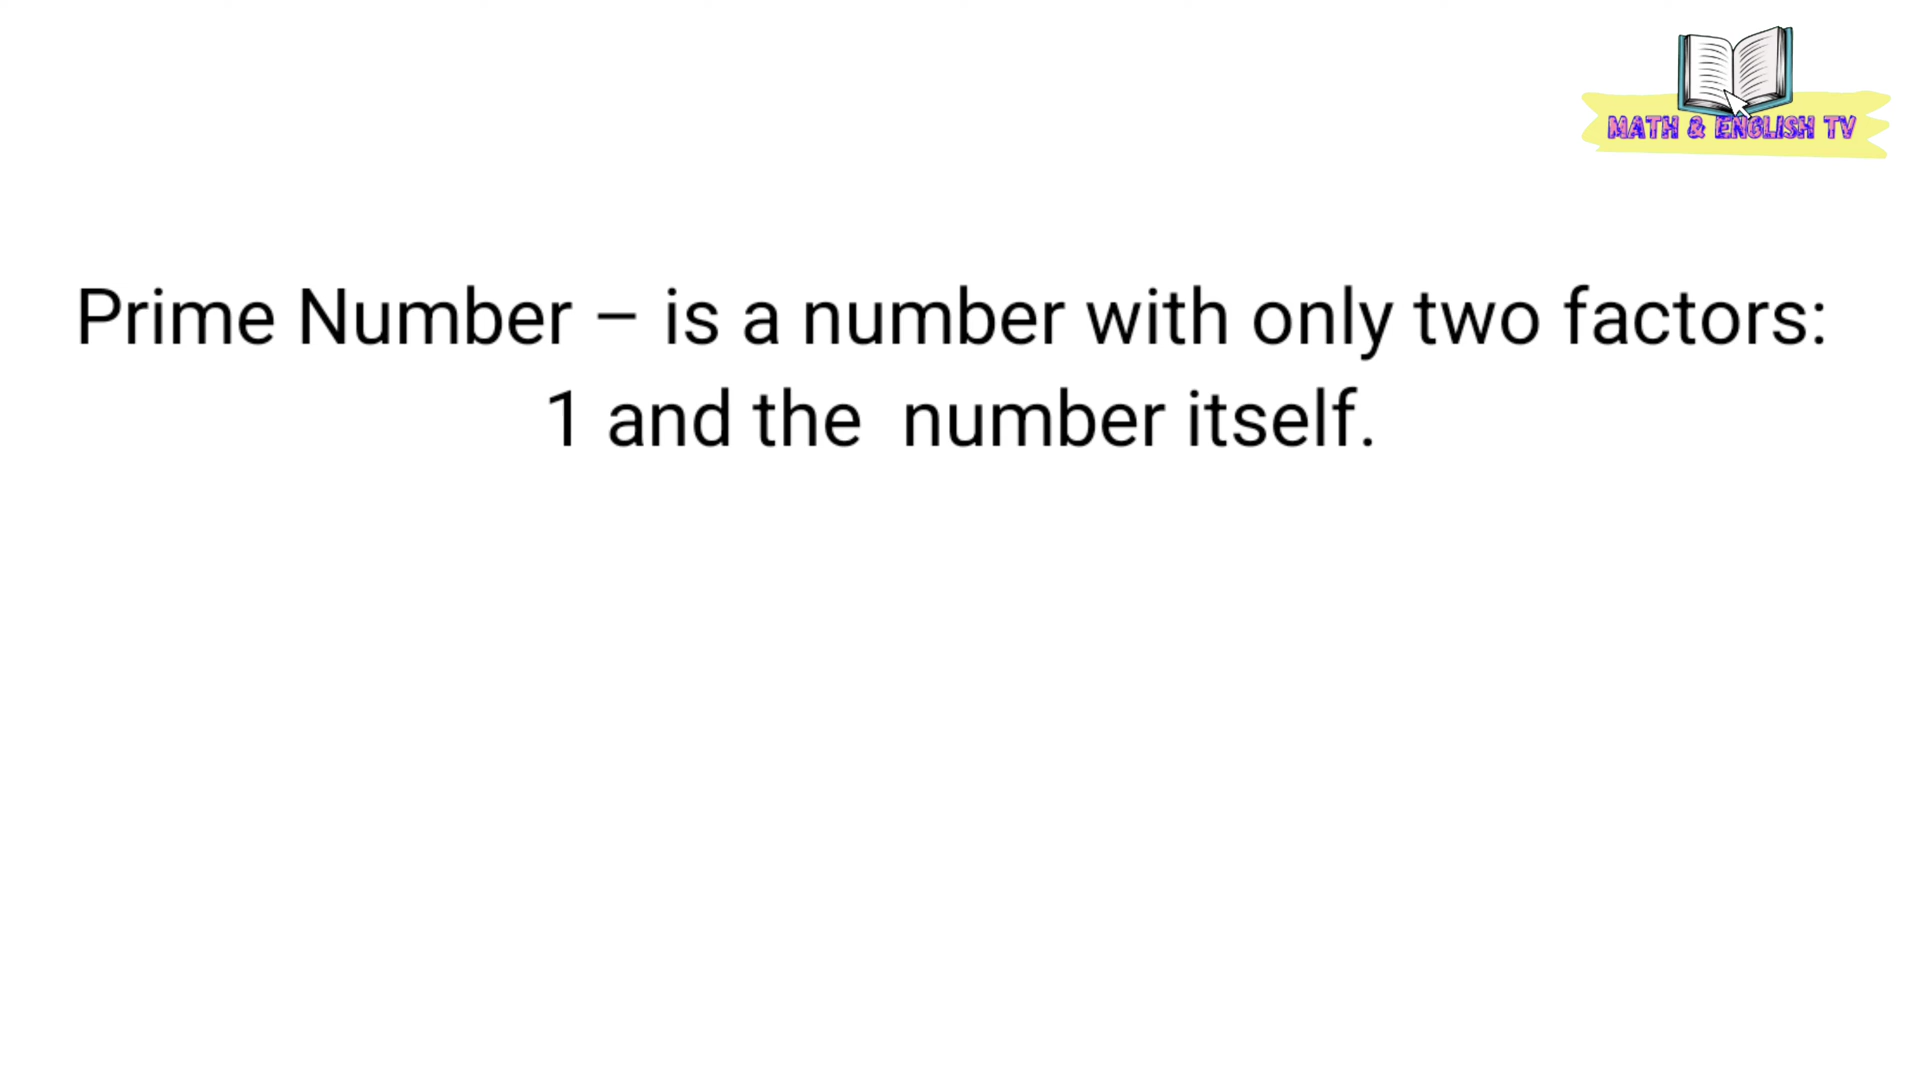 MATH & ENGLISH TV
Prime Number – is a number with only two factors:
1 and the  number itself.